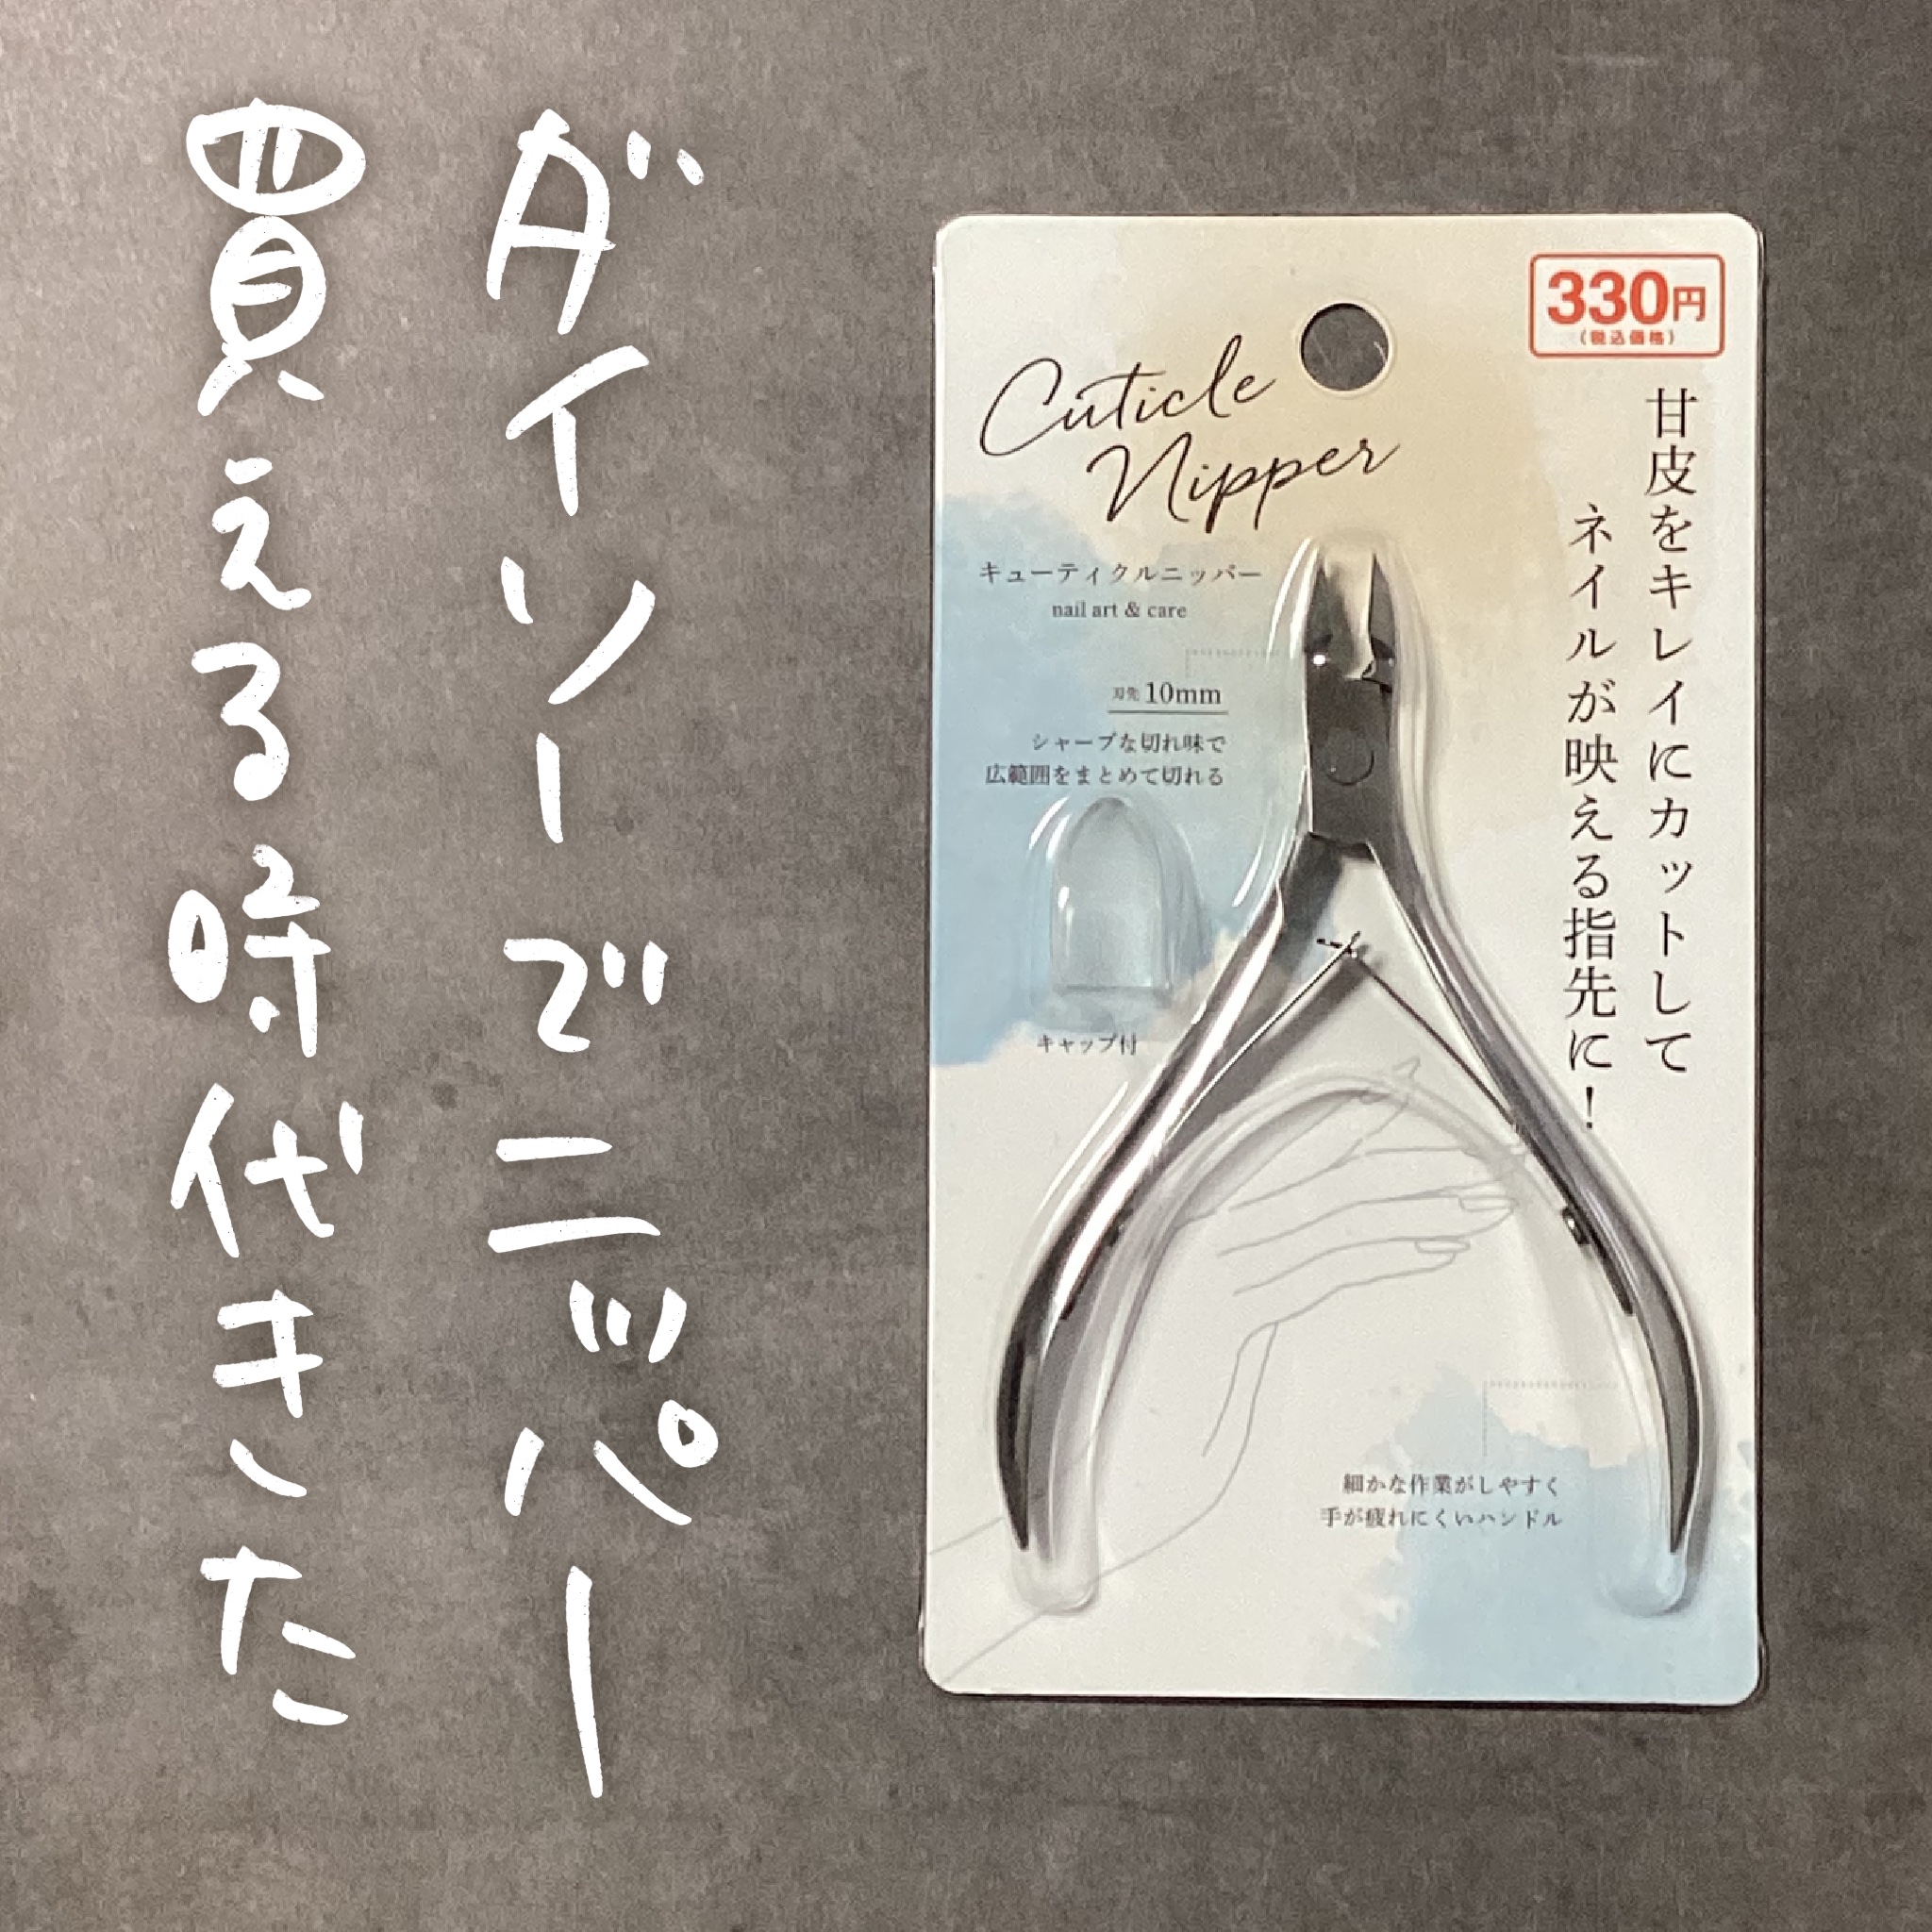 ダイソーでニッパー
買える時代きた
330円
(税込価格)
Cuticle
Nipper
甘皮をキレイにカットして
ネイルが映える指先に!
キューティクルニッパー
nail art & care
刃先 10mm
シャープな切れ味で
広範囲をまとめて切れる
キャップ付
細かな作業がしやすく
手が疲れにくいハンドル